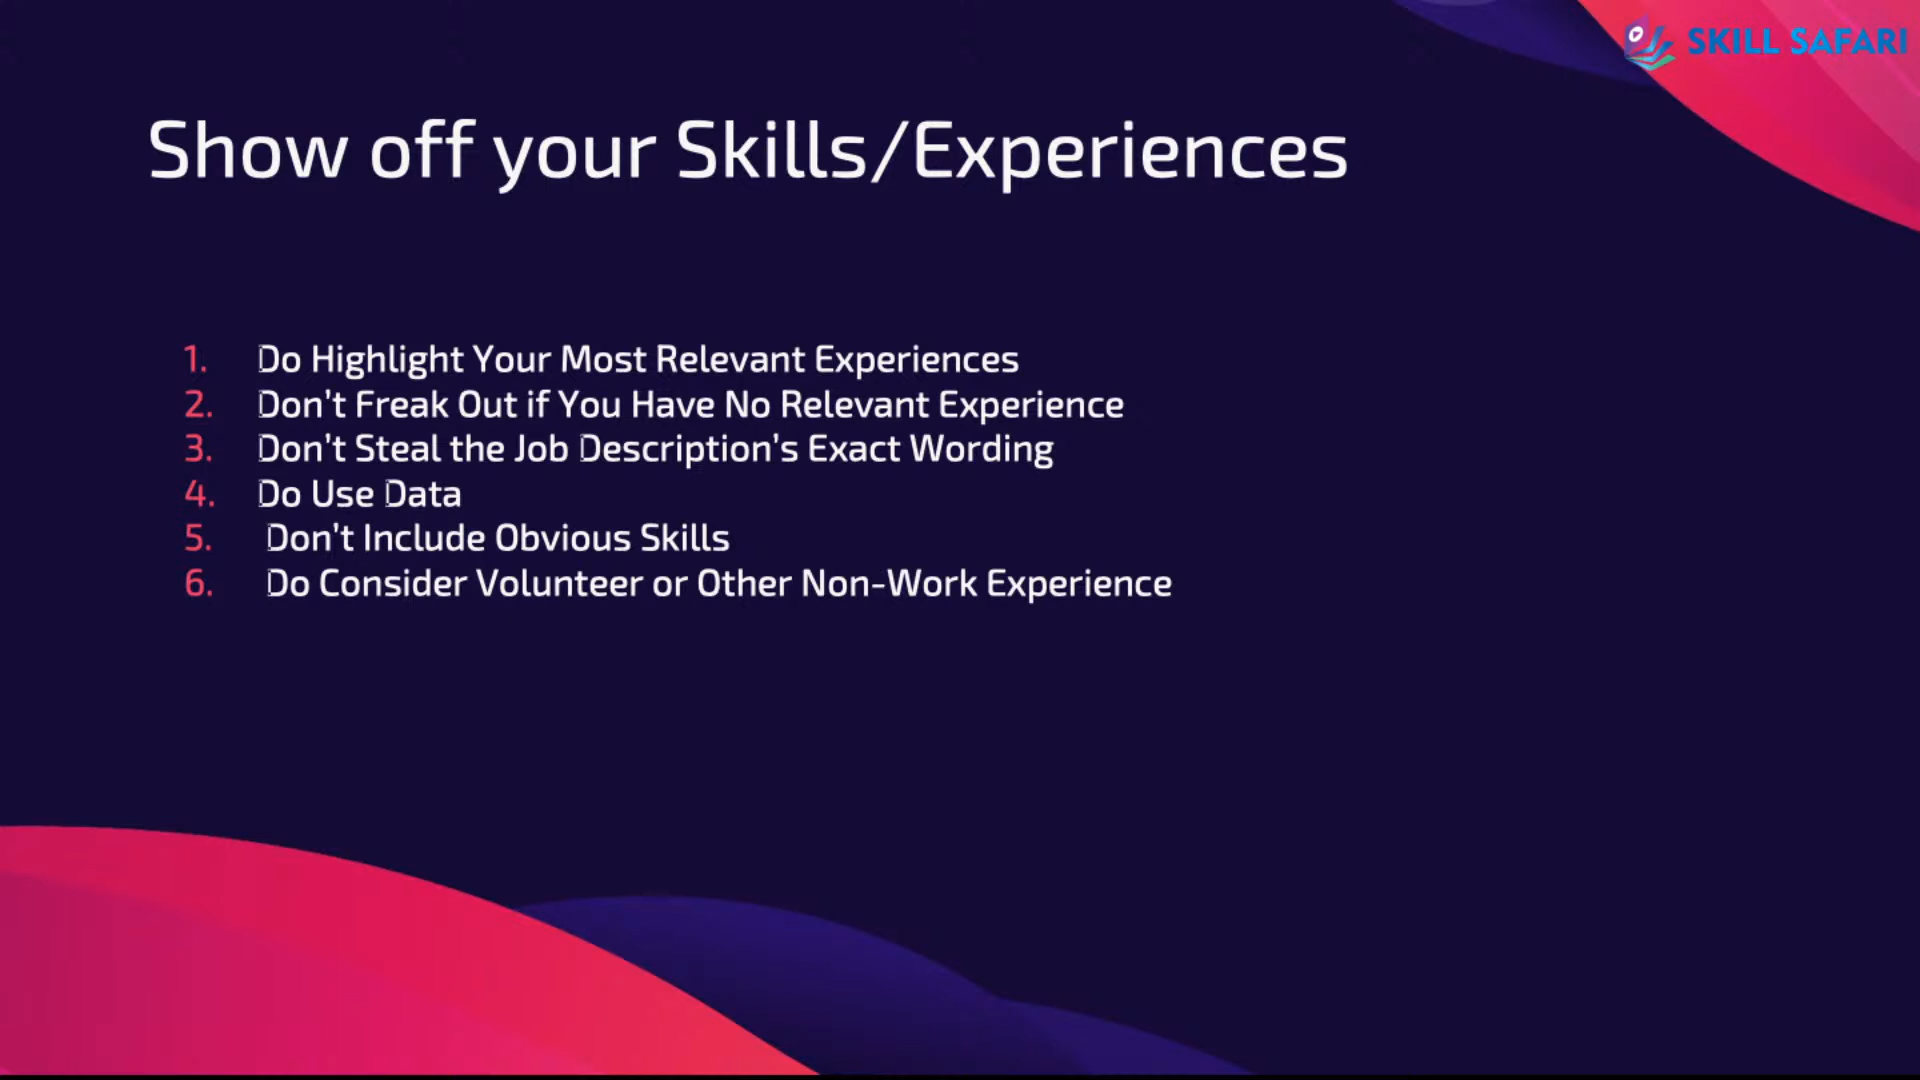 SKILL SAFARI
Show off your Skills/Experiences
1. Do Highlight Your Most Relevant Experiences
2. Don’t Freak Out if You Have No Relevant Experience
3. Don’t Steal the Job Description’s Exact Wording
4. Do Use Data
5. Don’t Include Obvious Skills
6. Do Consider Volunteer or Other Non-Work Experience